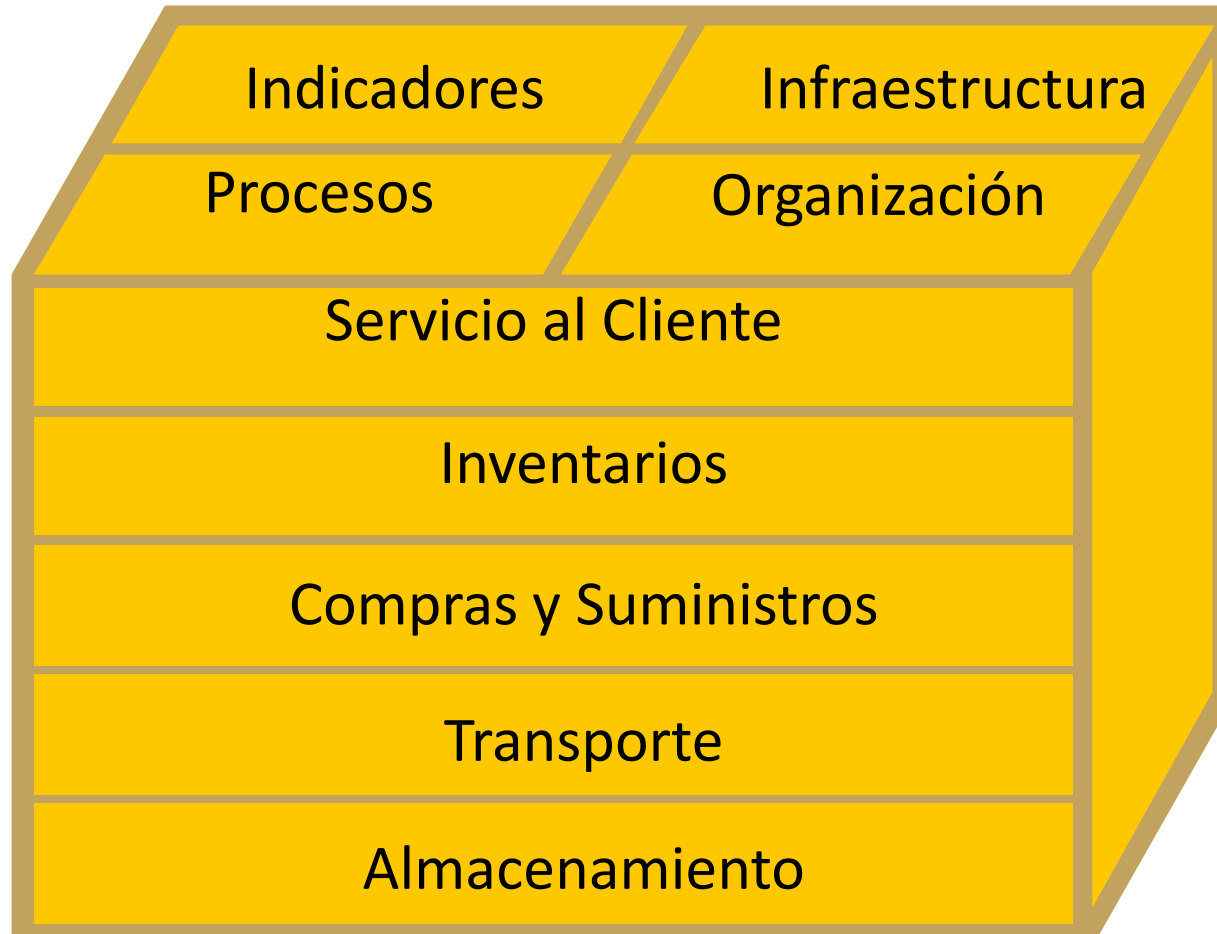 Indicadores
Infraestructura
Procesos
Organización
Servicio al Cliente
Inventarios
Compras y Suministros
Transporte
Almacenamiento